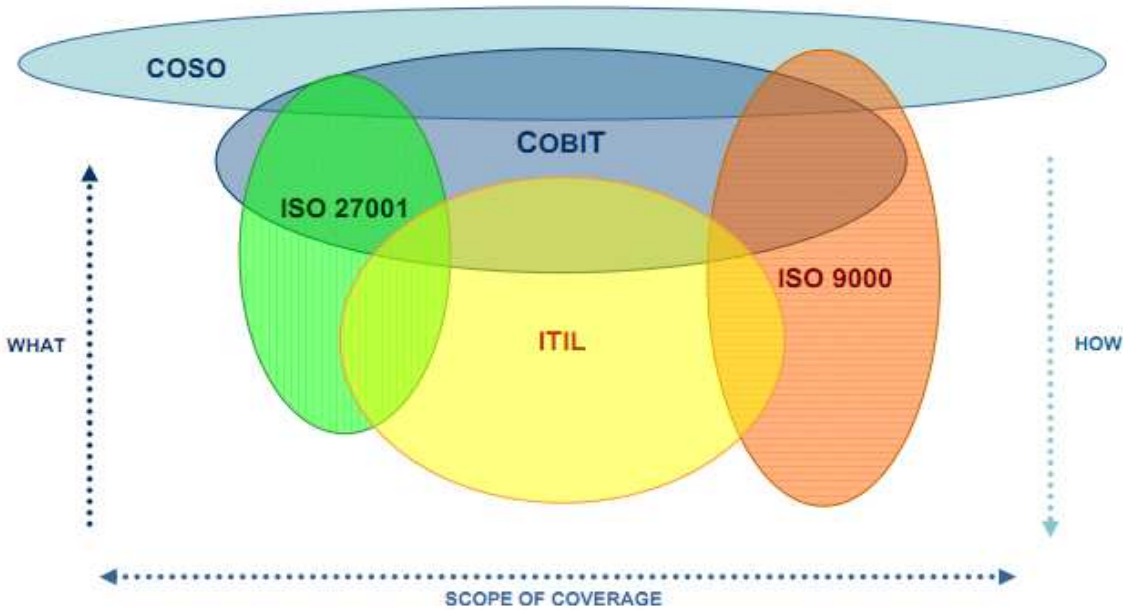 COSO
COBIT
ISO 27001
ISO 9000
WHAT
ITIL
HOW
SCOPE OF COVERAGE